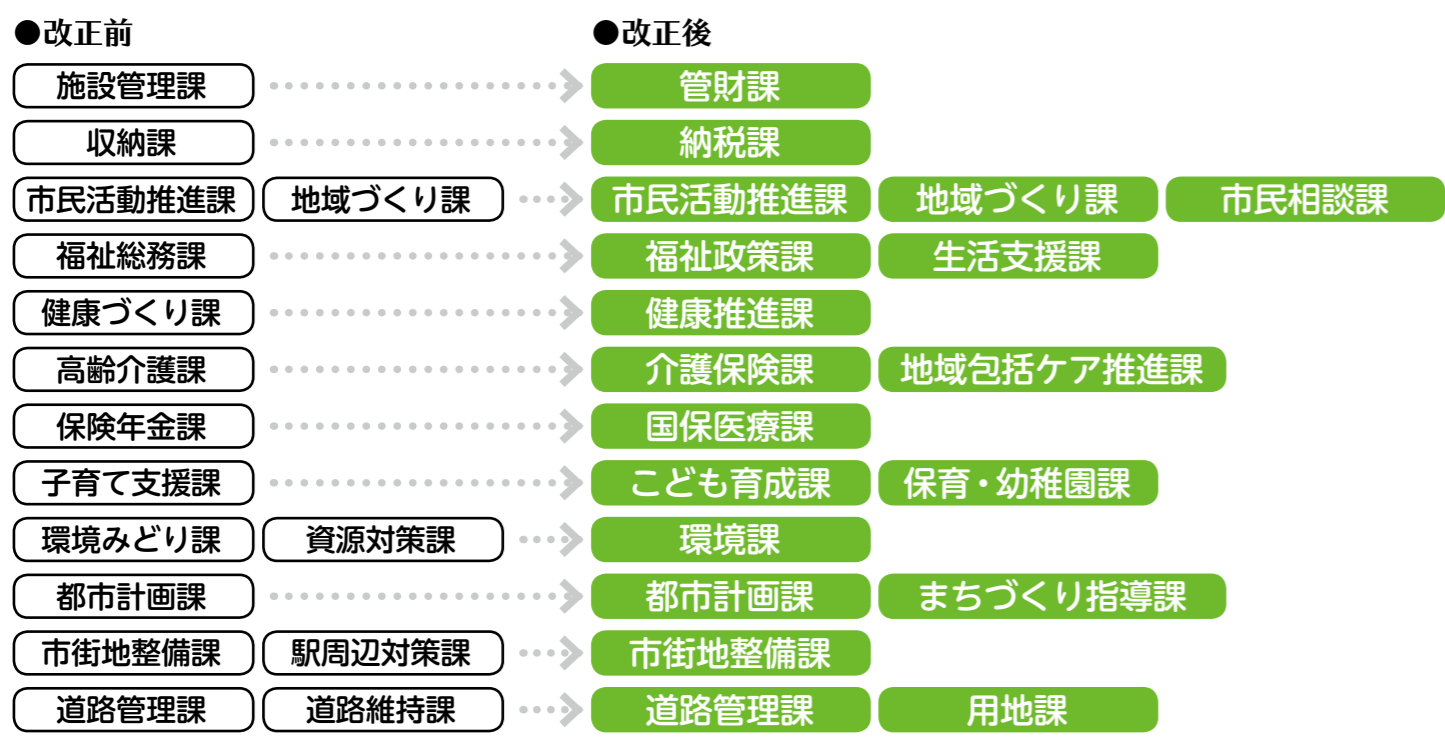 ●改正前 ●改正後
施設管理課 管財課
収納課 納税課
市民活動推進課 地域づくり課 市民活動推進課 地域づくり課 市民相談課
福祉総務課 福祉政策課 生活支援課
健康づくり課 健康推進課
高齢介護課 介護保険課 地域包括ケア推進課
保険年金課 国保医療課
子育て支援課 こども育成課 保育・幼稚園課
環境みどり課 資源対策課 環境課
都市計画課 都市計画課 まちづくり指導課
市街地整備課 駅周辺対策課 市街地整備課
道路管理課 道路維持課 道路管理課 用地課